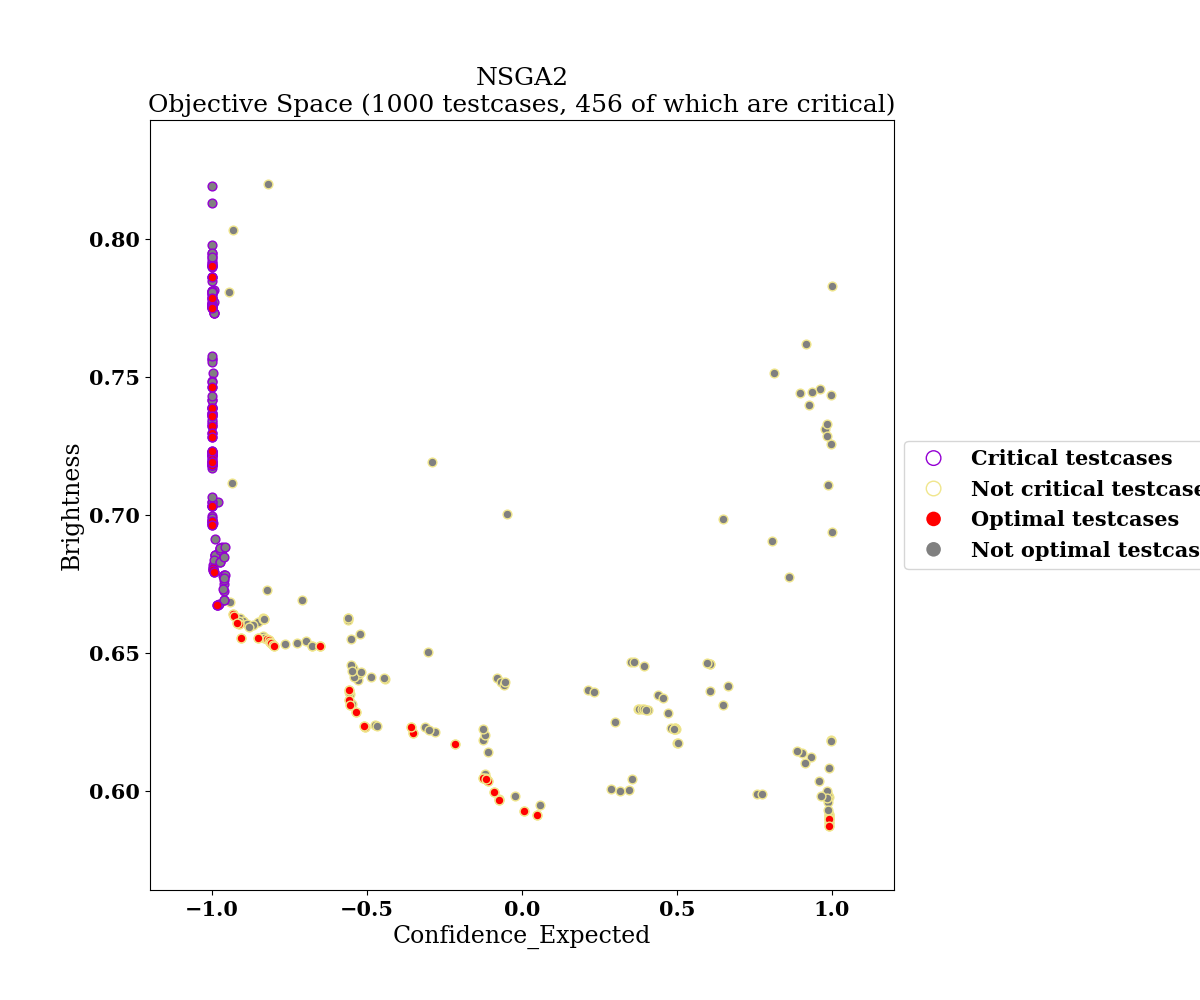 NSGA2
Objective Space (1000 testcases, 456 of which are critical)
0.80
0.75
0.70
0.65
0.60
Brightness
−1.0 −0.5 0.0 0.5 1.0
Confidence_Expected
Critical testcases
Not critical testcase
Optimal testcases
Not optimal testcas